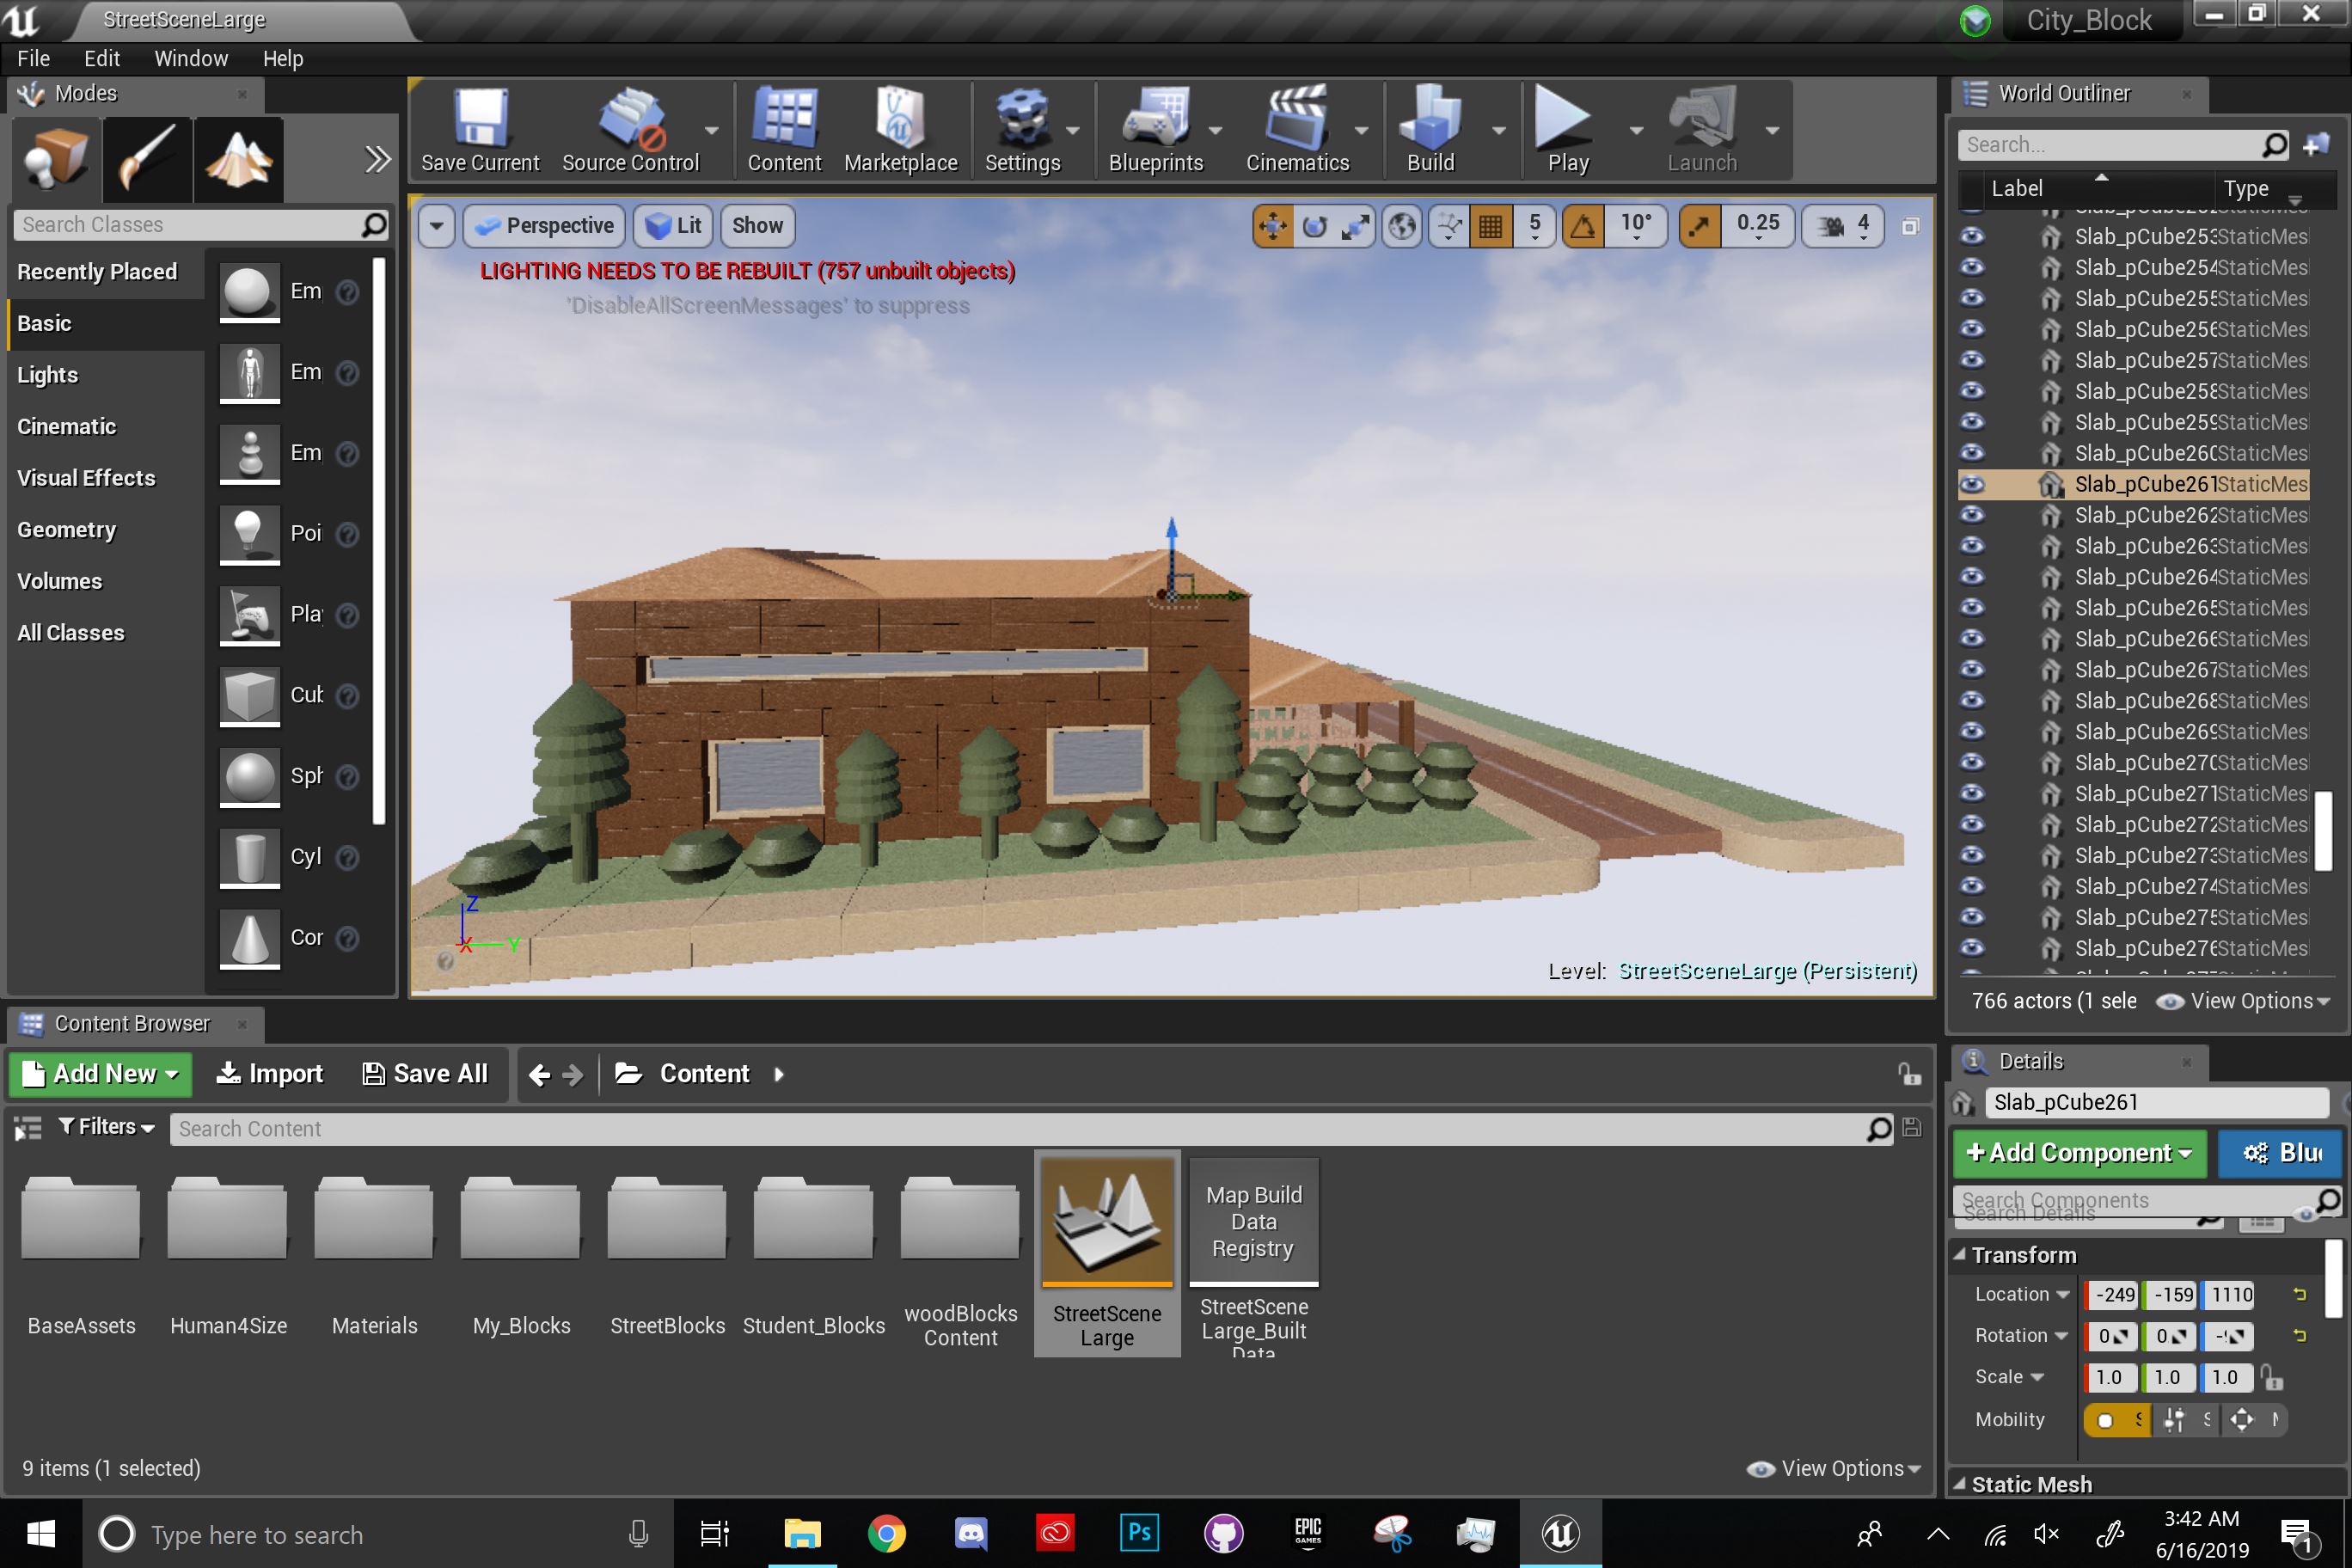 StreetSceneLarge
City_Block
File Edit Window Help
Modes
Search Classes
Recently Placed
Basic
Lights
Cinematic
Visual Effects
Geometry
Volumes
All Classes
Em
Em
Em
Poi
Pla
Cub
Sph
Cyl
Cor
Save Current
Source Control
Content
Marketplace
Settings
Blueprints
Cinematics
Build
Play
Launch
Perspective
Lit
Show
5
10°
0.25
4
LIGHTING NEEDS TO BE REBUILT (757 unbuilt objects)
'DisableAllScreenMessages' to suppress
Z
X
Y
Level: StreetSceneLarge (Persistent)
World Outliner
Search...
Label Type
Slab_pCube253 StaticMes
Slab_pCube254 StaticMes
Slab_pCube255 StaticMes
Slab_pCube256 StaticMes
Slab_pCube257 StaticMes
Slab_pCube258 StaticMes
Slab_pCube259 StaticMes
Slab_pCube260 StaticMes
Slab_pCube261 StaticMes
Slab_pCube262 StaticMes
Slab_pCube263 StaticMes
Slab_pCube264 StaticMes
Slab_pCube265 StaticMes
Slab_pCube266 StaticMes
Slab_pCube267 StaticMes
Slab_pCube268 StaticMes
Slab_pCube269 StaticMes
Slab_pCube270 StaticMes
Slab_pCube271 StaticMes
Slab_pCube272 StaticMes
Slab_pCube273 StaticMes
Slab_pCube274 StaticMes
Slab_pCube275 StaticMes
Slab_pCube276 StaticMes
766 actors (1 sele
View Options
Content Browser
Add New
Import
Save All
Content
Filters
Search Content
BaseAssets
Human4Size
Materials
My_Blocks
StreetBlocks
Student_Blocks
woodBlocks
Content
StreetScene
Large
Map Build
Data
Registry
StreetScene
Large_Built
Data
9 items (1 selected)
View Options
Details
Slab_pCube261
+Add Component
Blu
Search Components
Search Details
Transform
Location -249 -159 1110
Rotation 0 0
Scale 1.0 1.0 1.0
Mobility
Static Mesh
Type here to search
Ps
EPIC
GAMES
3:42 AM
6/16/2019
1